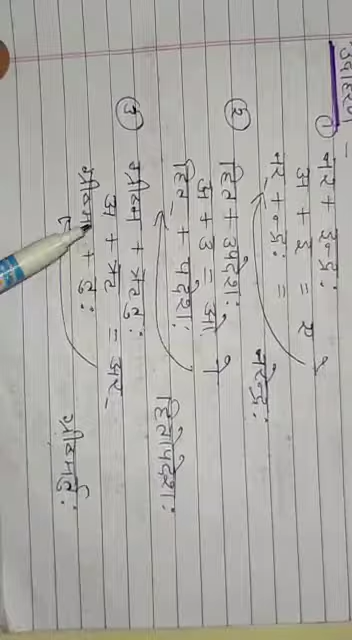 उदाहरण -
① नर + इन्द्रः
अ + इ = ए
नर + न्द्रः = नरेन्द्रः
② हित + उपदेशः
अ + उ = ओ
हित + पदेशः हितोपदेशः
③ ग्रीष्म + ऋतुः
अ + ऋ = अर्
ग्रीष्म + तुः ग्रीष्मर्तुः